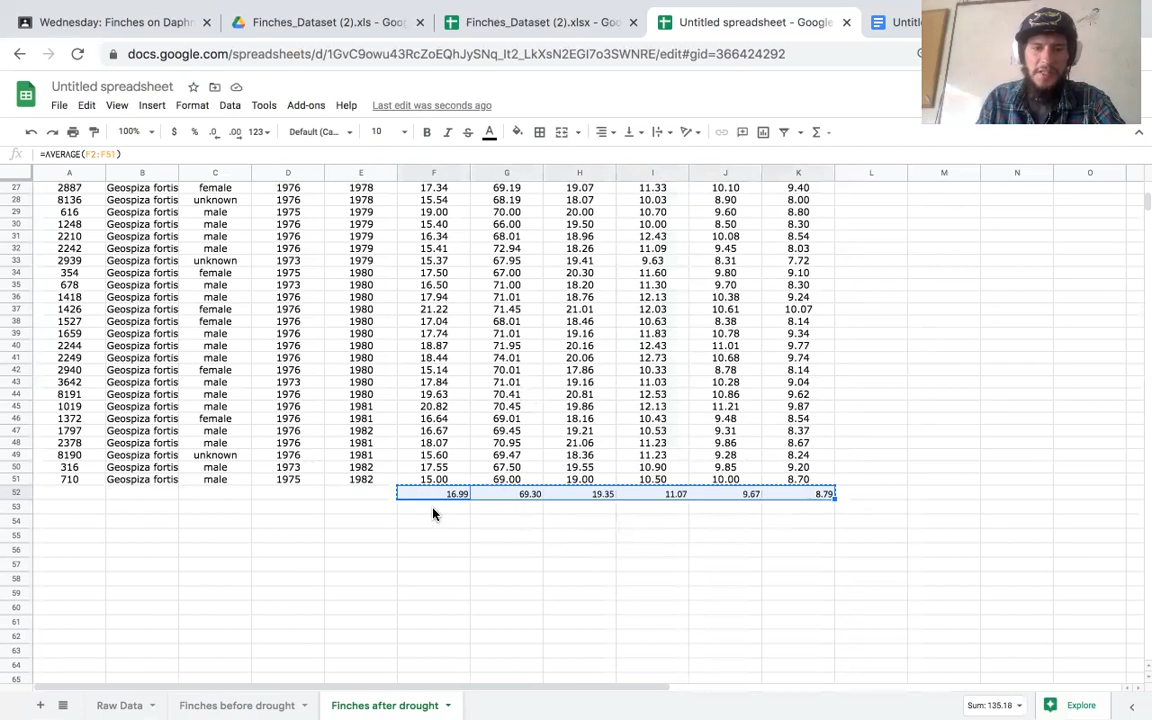 Wednesday: Finches on Daphn
Finches_Dataset (2).xls - Goo
Finches_Dataset (2).xlsx - Goo
Untitled spreadsheet - Google
Untitl
docs.google.com/spreadsheets/d/1GvC9owu43RcZoEQhJySNq_It2_LkXsN2EGI7o3SWNRE/edit#gid=366424292
Untitled spreadsheet
File Edit View Insert Format Data Tools Add-ons Help Last edit was seconds ago
100% $ % .0 .00 123 Default (Ca... 10 B I S A
fx =AVERAGE(F2:F51)
A B C D E F G H I J K L M N O
27 2887 Geospiza fortis female 1976 1978 17.34 69.19 19.07 11.33 10.10 9.40
28 8136 Geospiza fortis unknown 1976 1978 15.54 68.19 18.07 10.03 8.90 8.00
29 616 Geospiza fortis male 1975 1979 19.00 70.00 20.00 10.70 9.60 8.80
30 1248 Geospiza fortis male 1976 1979 15.40 66.00 19.50 10.00 8.50 8.30
31 2210 Geospiza fortis male 1976 1979 16.34 68.01 18.96 12.43 10.08 8.54
32 2242 Geospiza fortis male 1976 1979 15.41 72.94 18.26 11.09 9.45 8.03
33 2939 Geospiza fortis unknown 1973 1979 15.37 67.95 19.41 9.63 8.31 7.72
34 354 Geospiza fortis female 1975 1980 17.50 67.00 20.30 11.60 9.80 9.10
35 678 Geospiza fortis male 1973 1980 16.50 71.00 18.20 11.30 9.70 8.30
36 1418 Geospiza fortis male 1976 1980 17.94 71.01 18.76 12.13 10.38 9.24
37 1426 Geospiza fortis female 1976 1980 21.22 71.45 21.01 12.03 10.61 10.07
38 1527 Geospiza fortis female 1976 1980 17.04 68.01 18.46 10.63 8.38 8.14
39 1659 Geospiza fortis male 1976 1980 17.74 71.01 19.16 11.83 10.78 9.34
40 2244 Geospiza fortis male 1976 1980 18.87 71.95 20.16 12.43 11.01 9.77
41 2249 Geospiza fortis male 1976 1980 18.44 74.01 20.06 12.73 10.68 9.74
42 2940 Geospiza fortis female 1976 1980 15.14 70.01 17.86 10.33 8.78 8.14
43 3642 Geospiza fortis male 1973 1980 17.84 71.01 19.16 11.03 10.28 9.04
44 8191 Geospiza fortis male 1976 1980 19.63 70.41 20.81 12.53 10.86 9.62
45 1019 Geospiza fortis male 1976 1981 20.82 70.45 19.86 12.13 11.21 9.87
46 1372 Geospiza fortis female 1976 1981 16.64 69.01 18.16 10.43 9.48 8.54
47 1797 Geospiza fortis male 1976 1981 16.67 69.45 19.21 10.53 9.31 8.37
48 2378 Geospiza fortis male 1976 1981 18.07 70.95 21.06 11.23 9.86 8.67
49 8190 Geospiza fortis unknown 1976 1981 15.60 69.47 18.36 11.23 9.28 8.24
50 316 Geospiza fortis male 1973 1982 17.55 67.50 19.55 10.90 9.85 9.20
51 710 Geospiza fortis male 1975 1982 15.00 69.00 19.00 10.50 10.00 8.70
52 16.99 69.30 19.35 11.07 9.67 8.79
53
54
55
56
57
58
59
60
61
62
63
64
65
Raw Data Finches before drought Finches after drought Sum: 135.18 Explore